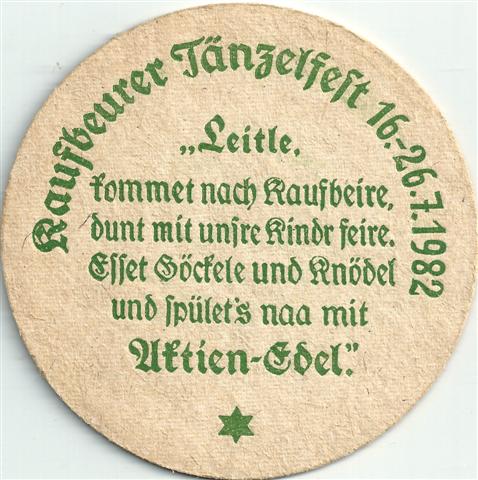 Kaufbeurer Tänzelfest 16.-26.7.1982
„Leitle,
kommet nach Kaufbeire,
dunt mit unsre Kindr feire.
Esset Göckele und Knödel
und spület's naa mit
Aktien-Edel."